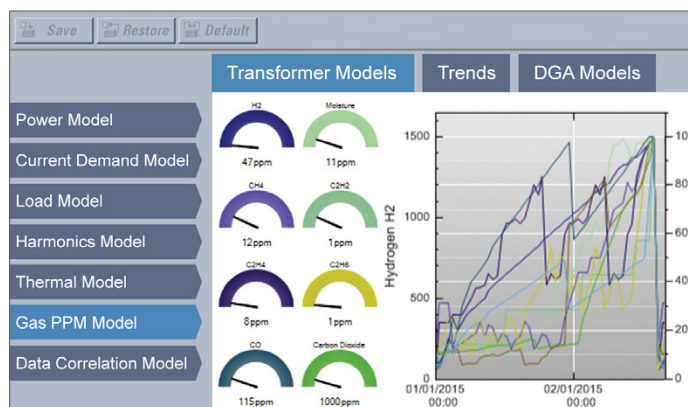 Save Restore Default
Transformer Models Trends DGA Models
Power Model
Current Demand Model
Load Model
Harmonics Model
Thermal Model
Gas PPM Model
Data Correlation Model
H2 Moisture
47ppm 11ppm
CH4 C2H2
12ppm 1ppm
C2H4 C2H6
8ppm 1ppm
CO Carbon Dioxide
115ppm 1000ppm
Hydrogen H2
1500
1000
500
0
80
60
40
20
0
01/01/2015 02/01/2015
00:00 00:00